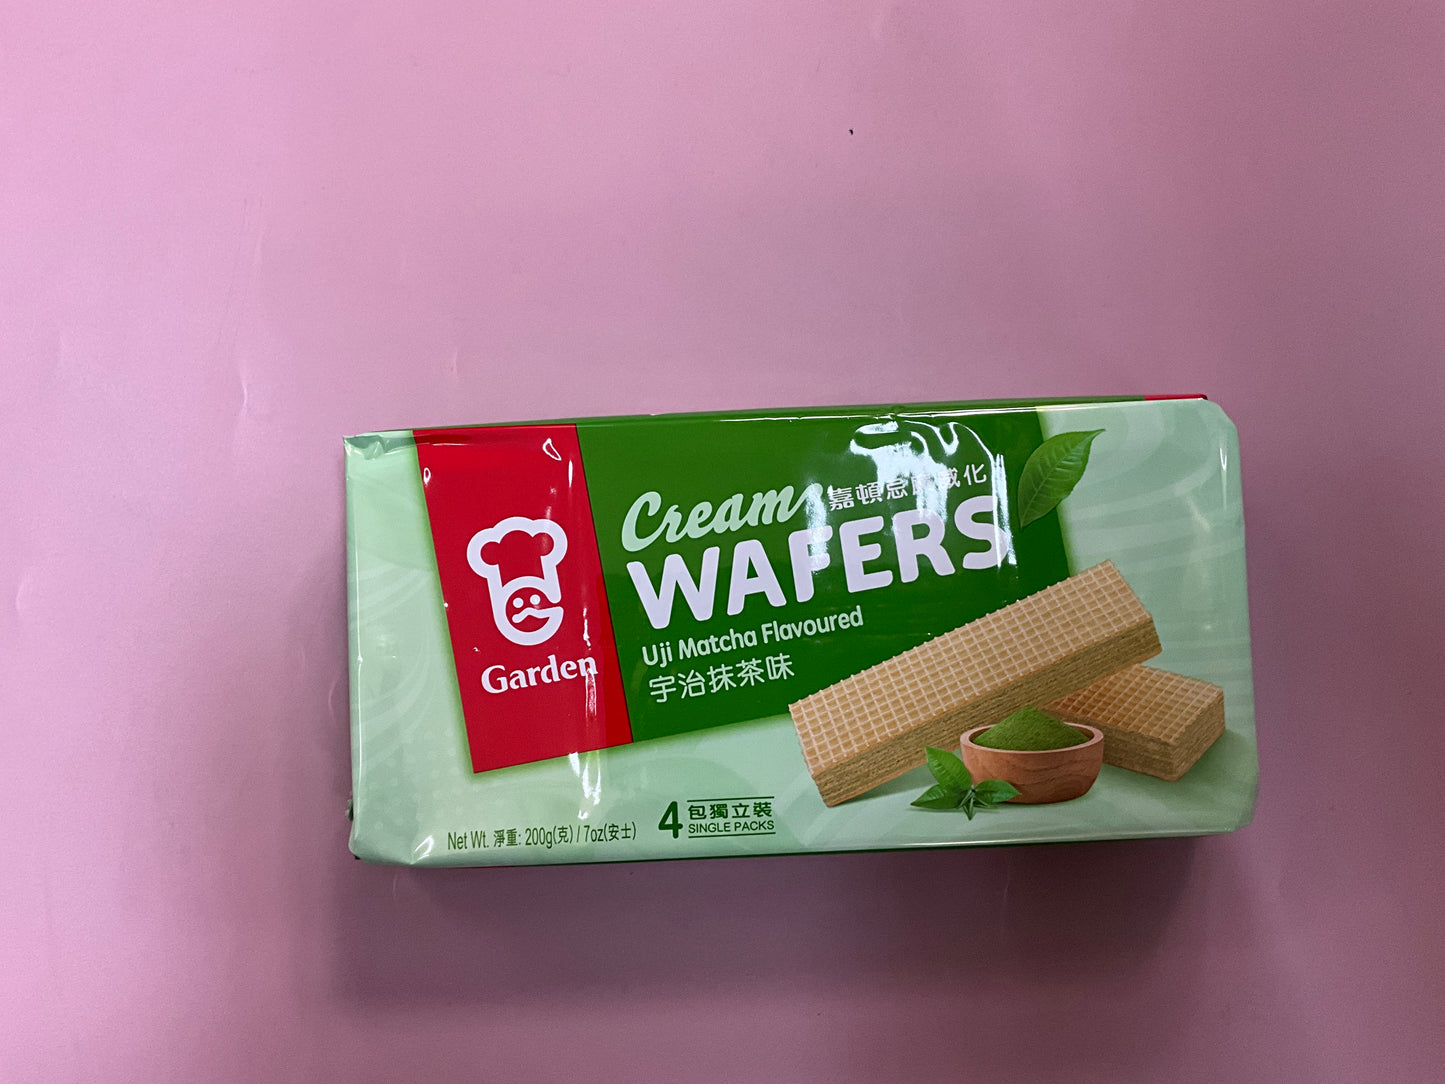 Garden
Cream
嘉頓忌廉威化
WAFERS
Uji Matcha Flavoured
宇治抹茶味
Net Wt. 淨重: 200g(克) / 7oz(安士)
4 包獨立裝
SINGLE PACKS